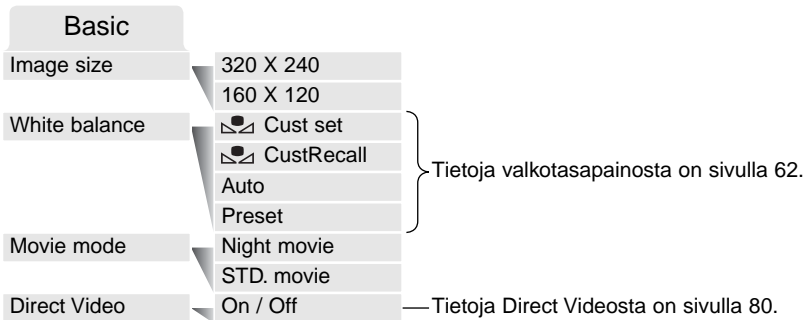 Basic
Image size
320 X 240
160 X 120
White balance
Cust set
CustRecall
Auto
Preset
Tietoja valkotasapainosta on sivulla 62.
Movie mode
Night movie
STD. movie
Direct Video
On / Off
Tietoja Direct Videosta on sivulla 80.